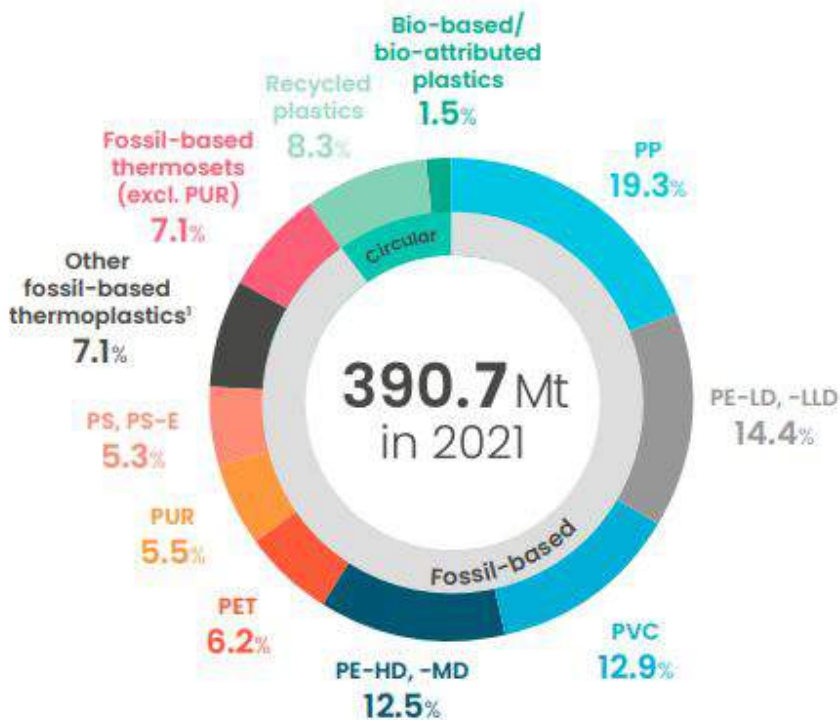 Bio-based/
bio-attributed
plastics
1.5%
Recycled
plastics
8.3%
Fossil-based
thermosets
(excl. PUR)
7.1%
Other
fossil-based
thermoplastics¹
7.1%
PS, PS-E
5.3%
PUR
5.5%
PET
6.2%
PE-HD, -MD
12.5%
PVC
12.9%
PE-LD, -LLD
14.4%
PP
19.3%
Circular
Fossil-based
390.7 Mt
in 2021